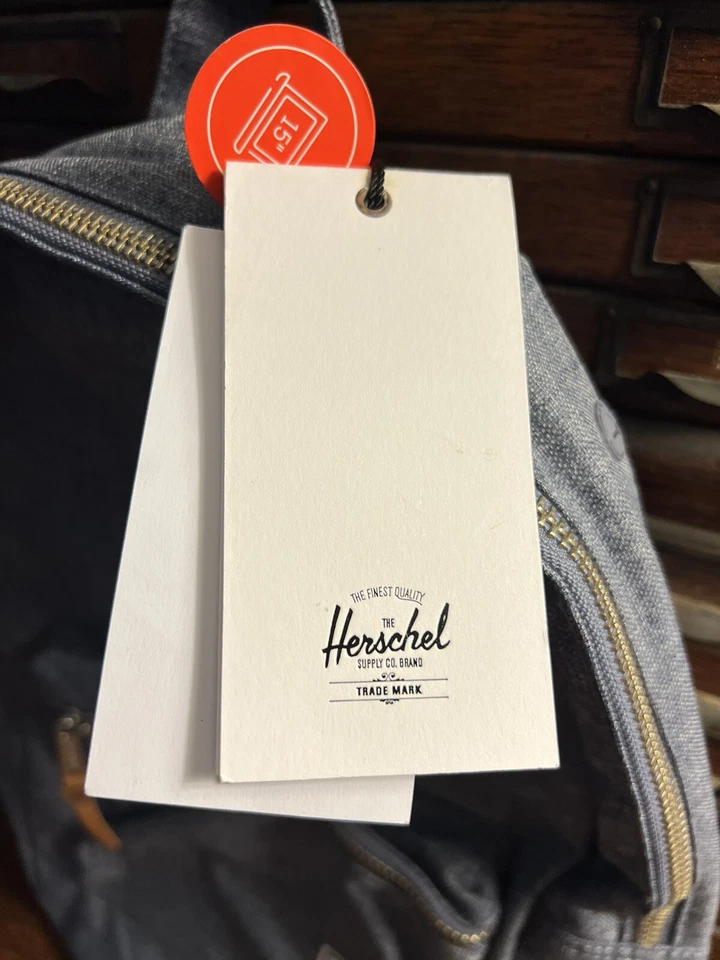 15"
THE FINEST QUALITY
THE
Herschel
SUPPLY CO. BRAND
TRADE MARK